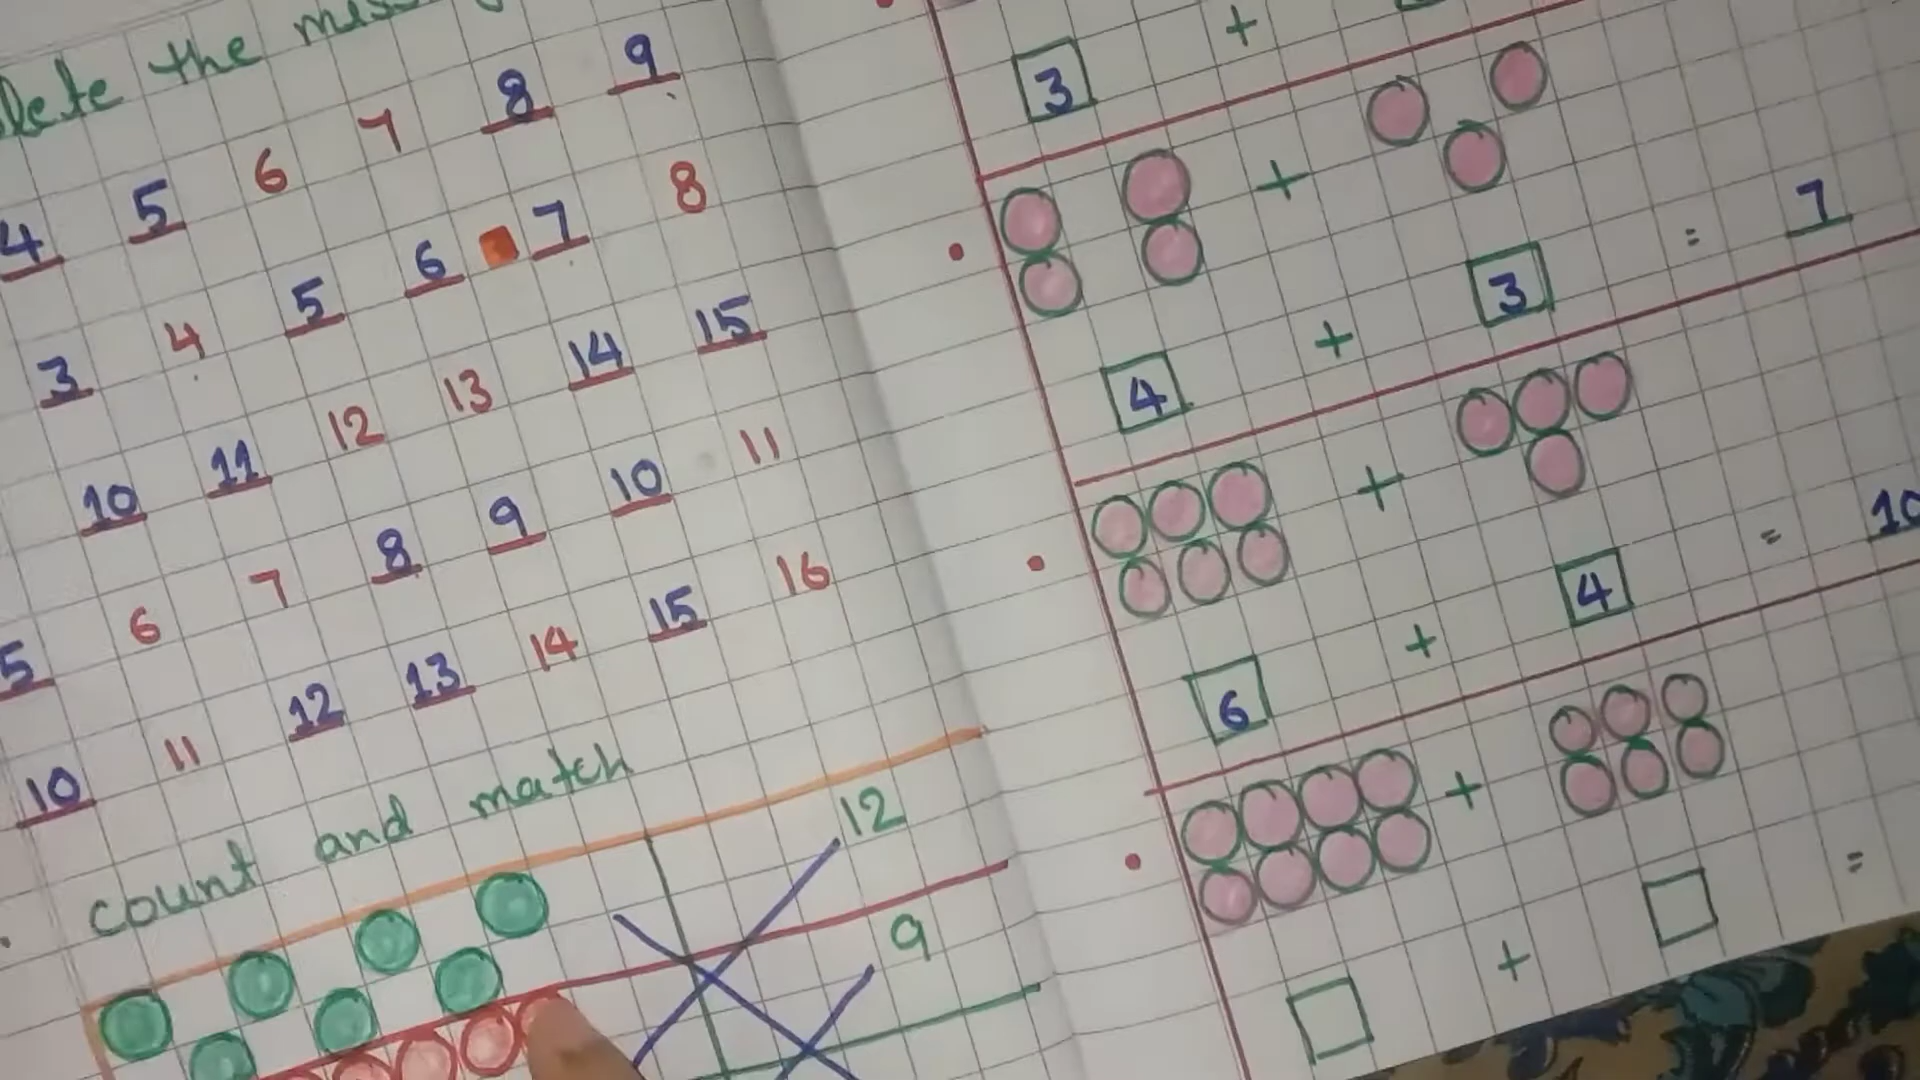 the
4 5 6 7 8 9
3 4 5 6 7 8
10 11 12 13 14 15
5 6 7 8 9 10 11
10 11 12 13 14 15 16
count and match
12
9
3 +
+
4 + 3 = 7
+
6 + 4 = 10
+
+ =